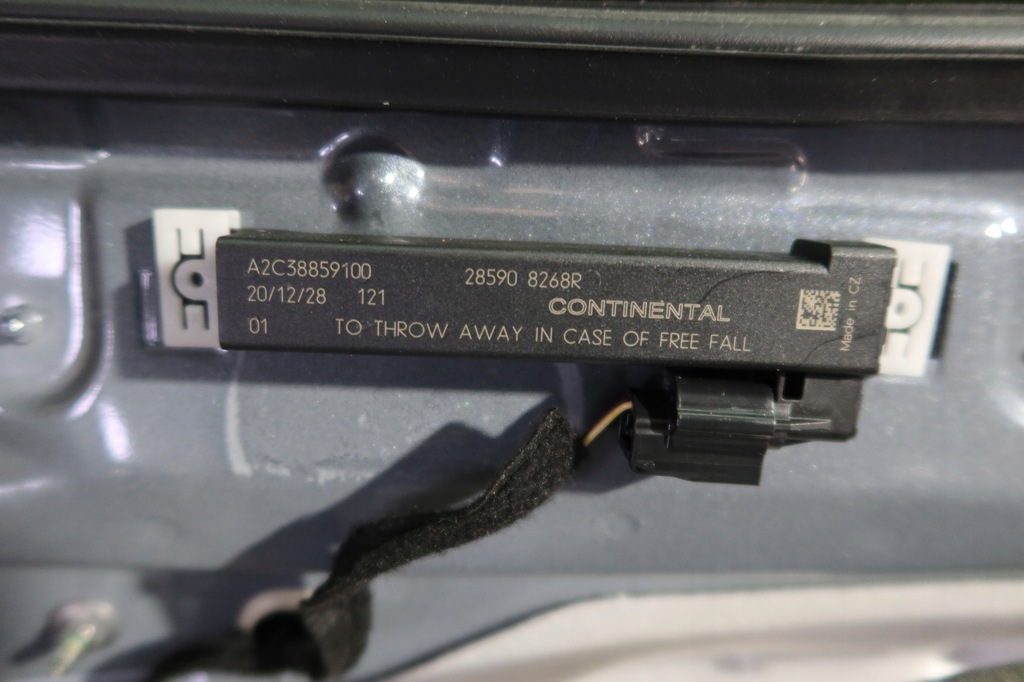 A2C38859100
28590 8268R
20/12/28 121
CONTINENTAL
01 TO THROW AWAY IN CASE OF FREE FALL
Made in CZ